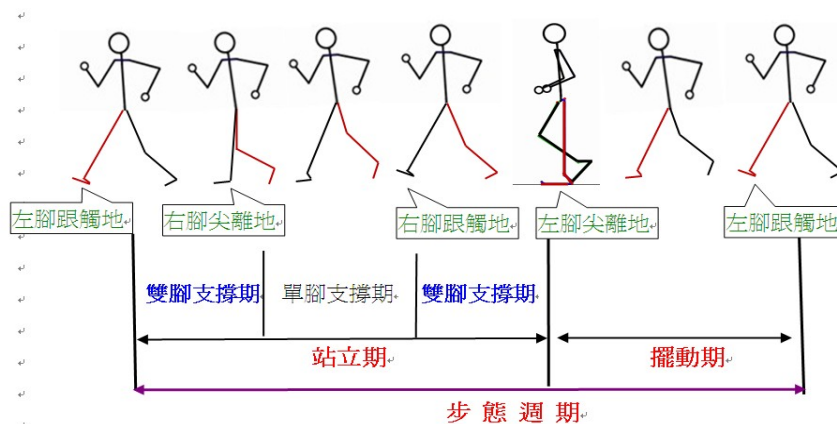 左腳跟觸地
右腳尖離地
右腳跟觸地
左腳尖離地
左腳跟觸地
雙腳支撐期
單腳支撐期
雙腳支撐期
站立期
擺動期
步態週期